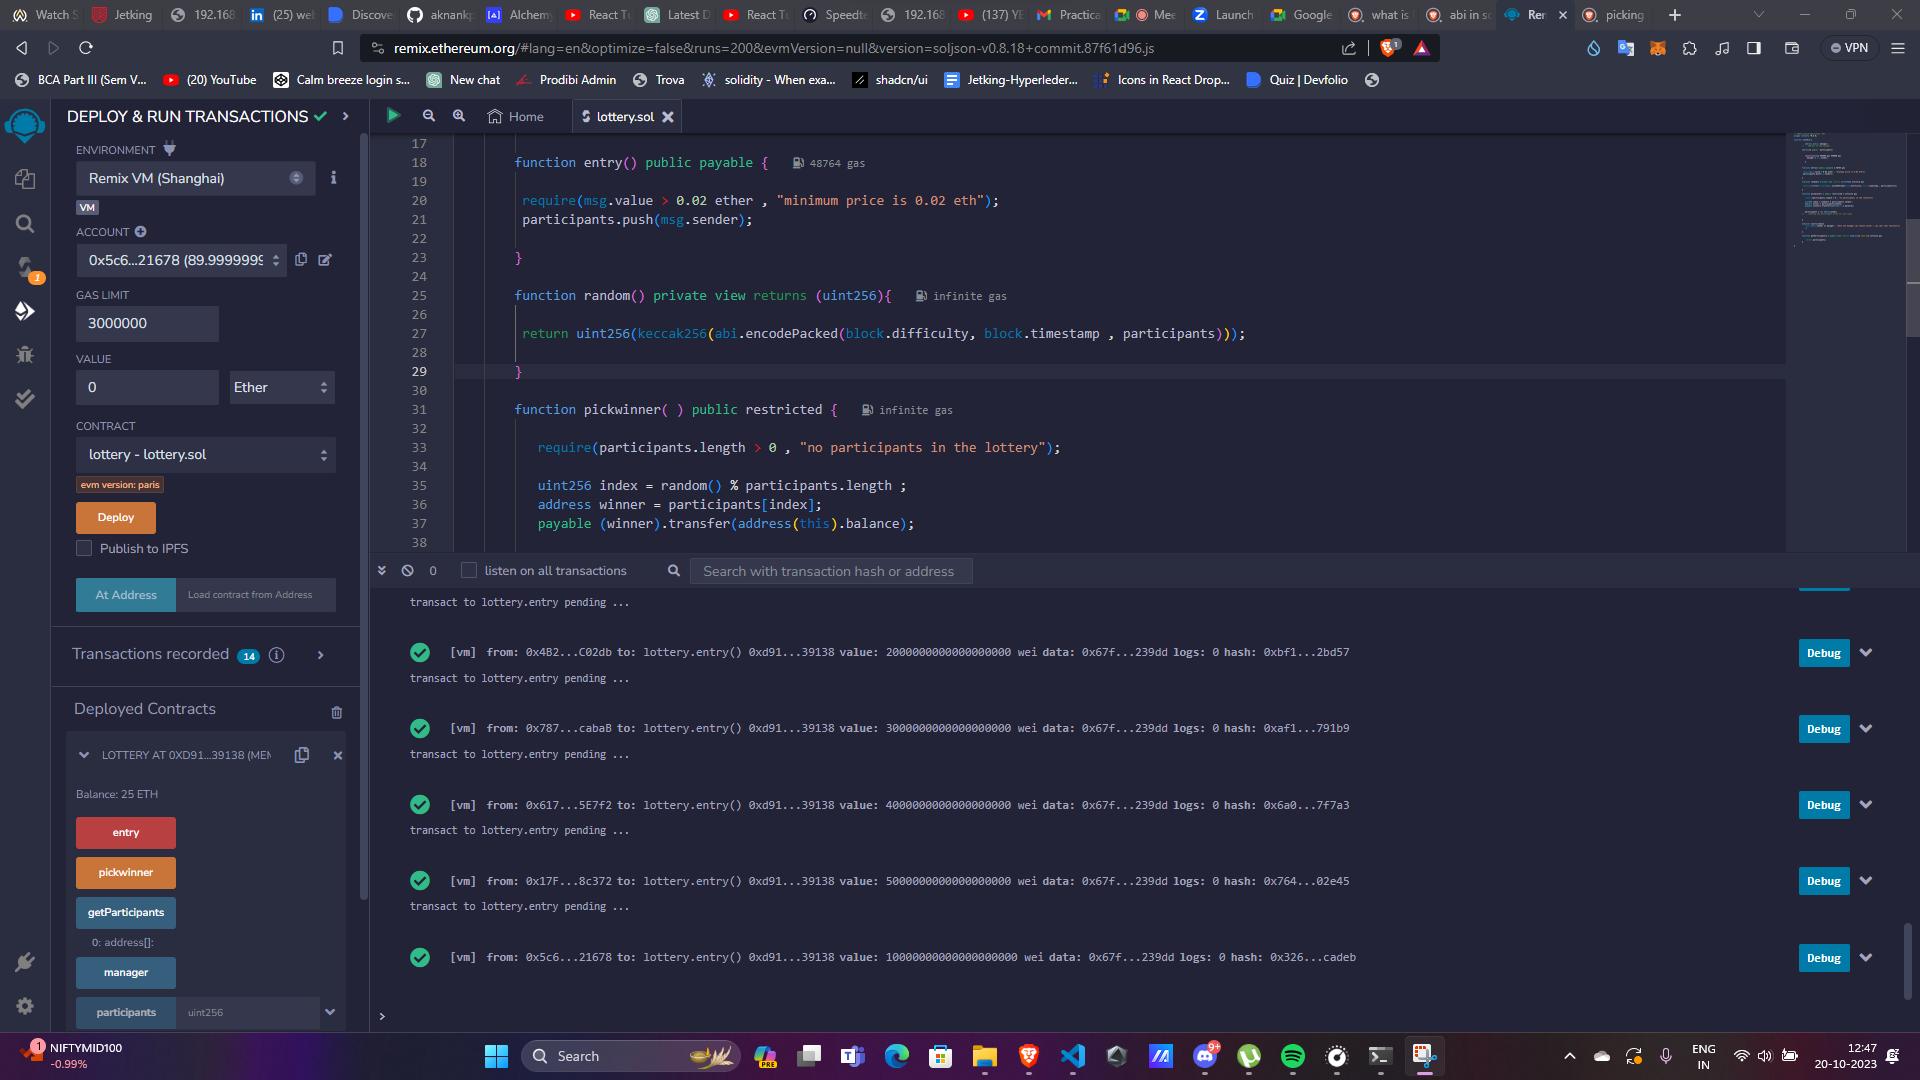 Watch S
Jetking
192.168
(25) we
Discove
aknankp
Alchemy
React Tu
Latest D
React Tu
Speedte
192.168
(137) YE
Practica
Mee
Launch
Google
what is
abi in so
Rem
picking
remix.ethereum.org/#lang=en&optimize=false&runs=200&evmVersion=null&version=soljson-v0.8.18+commit.87f61d96.js
1
VPN
BCA Part III (Sem V...
(20) YouTube
Calm breeze login s...
New chat
Prodibi Admin
Trova
solidity - When exa...
shadcn/ui
Jetking-Hyperleder...
Icons in React Drop...
Quiz | Devfolio
DEPLOY & RUN TRANSACTIONS
Home
lottery.sol
ENVIRONMENT
Remix VM (Shanghai)
VM
ACCOUNT
0x5c6...21678 (89.9999999
GAS LIMIT
3000000
VALUE
0
Ether
CONTRACT
lottery - lottery.sol
evm version: paris
Deploy
Publish to IPFS
At Address
Load contract from Address
Transactions recorded 14
Deployed Contracts
LOTTERY AT 0XD91...39138 (MEM
Balance: 25 ETH
entry
pickwinner
getParticipants
0: address[]:
manager
participants
uint256
1
17
18 function entry() public payable { 48764 gas
19
20 require(msg.value > 0.02 ether , "minimum price is 0.02 eth");
21 participants.push(msg.sender);
22
23 }
24
25 function random() private view returns (uint256){ infinite gas
26
27 return uint256(keccak256(abi.encodePacked(block.difficulty, block.timestamp , participants)));
28
29 }
30
31 function pickwinner( ) public restricted { infinite gas
32
33 require(participants.length > 0 , "no participants in the lottery");
34
35 uint256 index = random() % participants.length ;
36 address winner = participants[index];
37 payable (winner).transfer(address(this).balance);
38
0
listen on all transactions
Search with transaction hash or address
transact to lottery.entry pending ...
[vm] from: 0x4B2...C02db to: lottery.entry() 0xd91...39138 value: 2000000000000000000 wei data: 0x67f...239dd logs: 0 hash: 0xbf1...2bd57
Debug
transact to lottery.entry pending ...
[vm] from: 0x787...cabaB to: lottery.entry() 0xd91...39138 value: 3000000000000000000 wei data: 0x67f...239dd logs: 0 hash: 0xaf1...791b9
Debug
transact to lottery.entry pending ...
[vm] from: 0x617...5E7f2 to: lottery.entry() 0xd91...39138 value: 4000000000000000000 wei data: 0x67f...239dd logs: 0 hash: 0x6a0...7f7a3
Debug
transact to lottery.entry pending ...
[vm] from: 0x17F...8c372 to: lottery.entry() 0xd91...39138 value: 5000000000000000000 wei data: 0x67f...239dd logs: 0 hash: 0x764...02e45
Debug
transact to lottery.entry pending ...
[vm] from: 0x5c6...21678 to: lottery.entry() 0xd91...39138 value: 10000000000000000000 wei data: 0x67f...239dd logs: 0 hash: 0x326...cadeb
Debug
>
1
NIFTYMID100
-0.99%
Search
PRE
9+
ENG
IN
12:47
20-10-2023